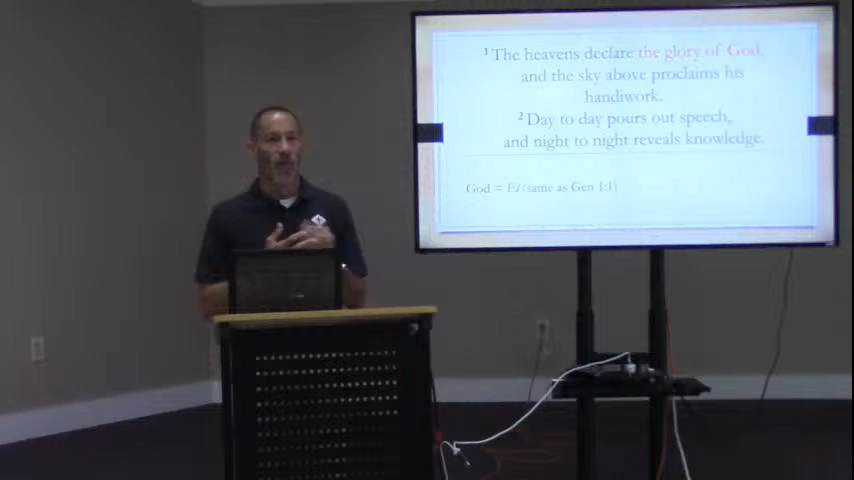 ¹ The heavens declare the glory of God,
and the sky above proclaims his
handiwork.
² Day to day pours out speech,
and night to night reveals knowledge.
God = El (same as Gen 1:1)